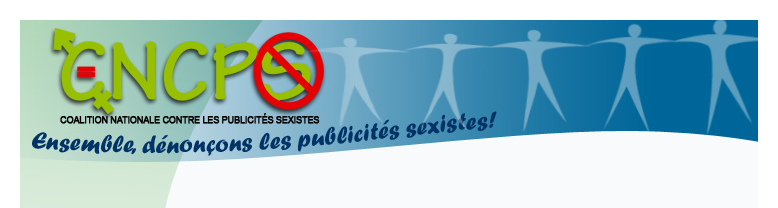 CNCPS
COALITION NATIONALE CONTRE LES PUBLICITÉS SEXISTES
Ensemble, dénonçons les publicités sexistes!